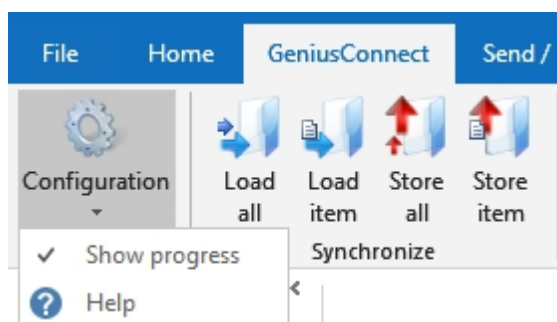 File Home GeniusConnect Send /
Configuration
Load all
Load item
Store all
Store item
Synchronize
Show progress
Help